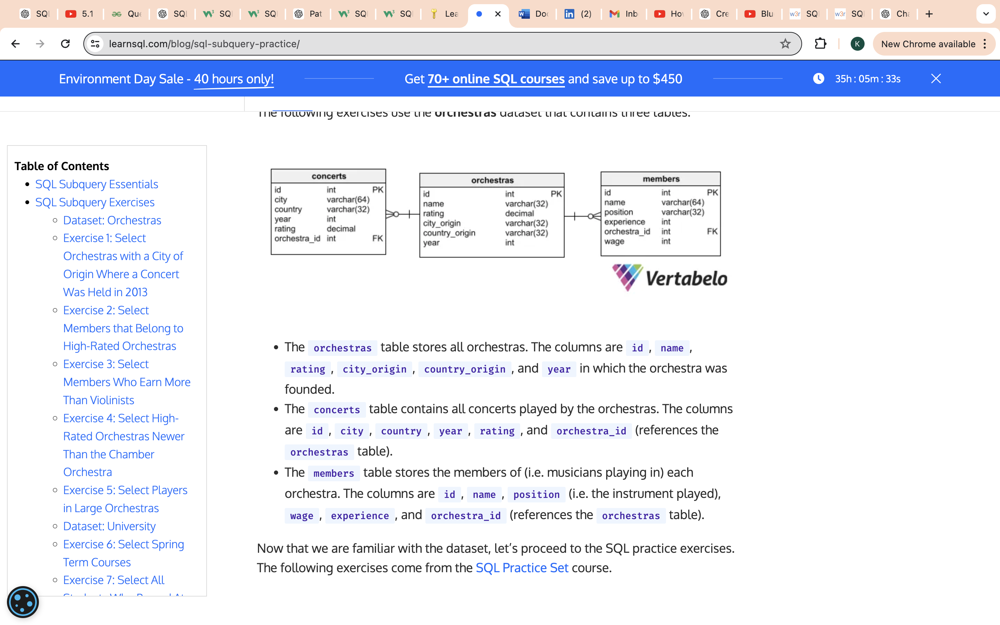 SQL
5.1
Que
SQL
SQ
SQ
Pat
SQ
SQ
Lea
Doc
(2)
Inb
Ho
Cre
Blu
w3r SQ
w3r SQ
Cha
learnsql.com/blog/sql-subquery-practice/
K
New Chrome available
Environment Day Sale - 40 hours only!
Get 70+ online SQL courses and save up to $450
35h : 05m : 33s
The following exercises use the orchestras dataset that contains three tables.
Table of Contents
SQL Subquery Essentials
SQL Subquery Exercises
Dataset: Orchestras
Exercise 1: Select
Orchestras with a City of
Origin Where a Concert
Was Held in 2013
Exercise 2: Select
Members that Belong to
High-Rated Orchestras
Exercise 3: Select
Members Who Earn More
Than Violinists
Exercise 4: Select High-
Rated Orchestras Newer
Than the Chamber
Orchestra
Exercise 5: Select Players
in Large Orchestras
Dataset: University
Exercise 6: Select Spring
Term Courses
Exercise 7: Select All
concerts
id int PK
city varchar(64)
country varchar(32)
year int
rating decimal
orchestra_id int FK
orchestras
id int PK
name varchar(32)
rating decimal
city_origin varchar(32)
country_origin varchar(32)
year int
members
id int PK
name varchar(64)
position varchar(32)
experience int
orchestra_id int FK
wage int
Vertabelo
The orchestras table stores all orchestras. The columns are id , name ,
rating , city_origin , country_origin , and year in which the orchestra was
founded.
The concerts table contains all concerts played by the orchestras. The columns
are id , city , country , year , rating , and orchestra_id (references the
orchestras table).
The members table stores the members of (i.e. musicians playing in) each
orchestra. The columns are id , name , position (i.e. the instrument played),
wage , experience , and orchestra_id (references the orchestras table).
Now that we are familiar with the dataset, let’s proceed to the SQL practice exercises.
The following exercises come from the SQL Practice Set course.